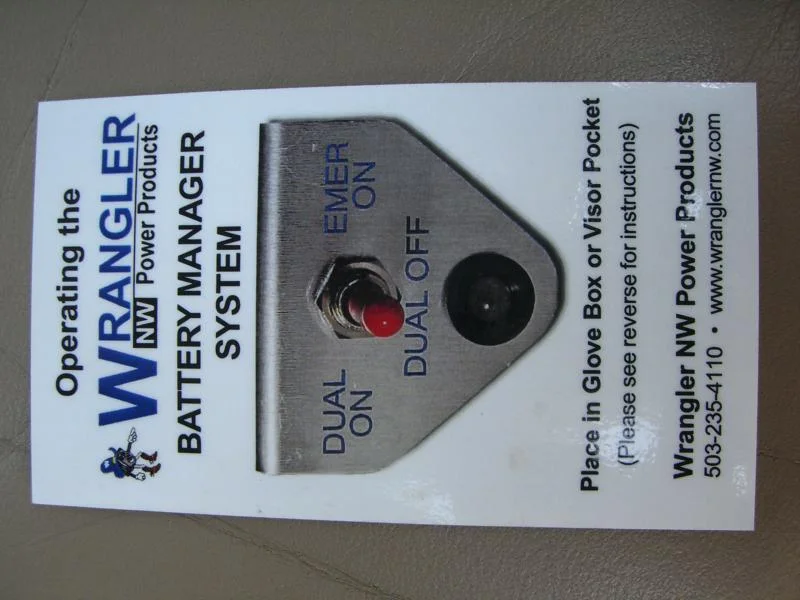 Operating the
WRANGLER
NW Power Products
BATTERY MANAGER
SYSTEM
DUAL
ON
EMER
ON
DUAL OFF
Place in Glove Box or Visor Pocket
(Please see reverse for instructions)
Wrangler NW Power Products
503-235-4110 • www.wranglernw.com